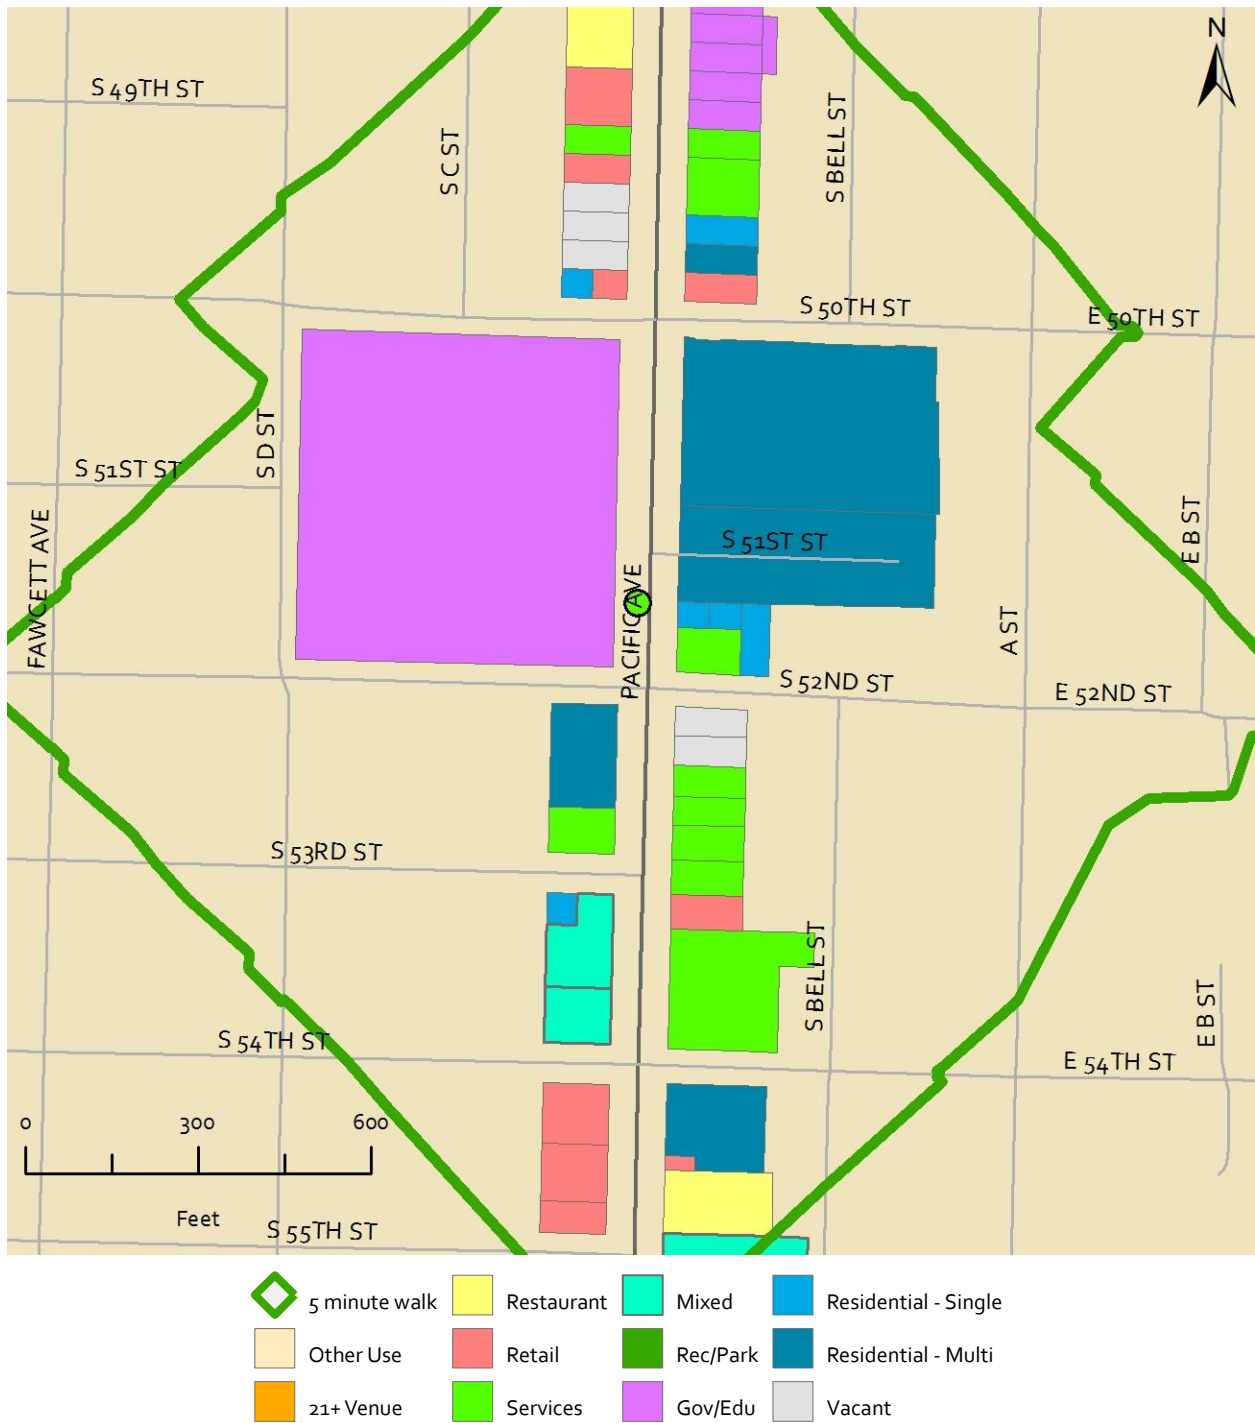 N
S 49TH ST
S C ST
S BELL ST
S 50TH ST
E 50TH ST
S D ST
S 51ST ST
FAWCETT AVE
S 51ST ST
PACIFIC AVE
E B ST
A ST
S 52ND ST
E 52ND ST
S 53RD ST
S BELL ST
S 54TH ST
E B ST
E 54TH ST
0 300 600
Feet
S 55TH ST
5 minute walk Restaurant Mixed Residential - Single
Other Use Retail Rec/Park Residential - Multi
21+ Venue Services Gov/Edu Vacant